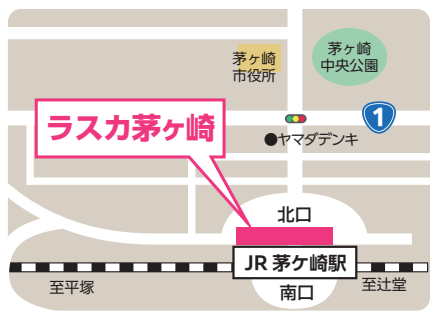 茅ヶ崎
中央公園
茅ヶ崎
市役所
1
ラスカ茅ヶ崎
●ヤマダデンキ
北口
JR 茅ケ崎駅
南口
至平塚
至辻堂